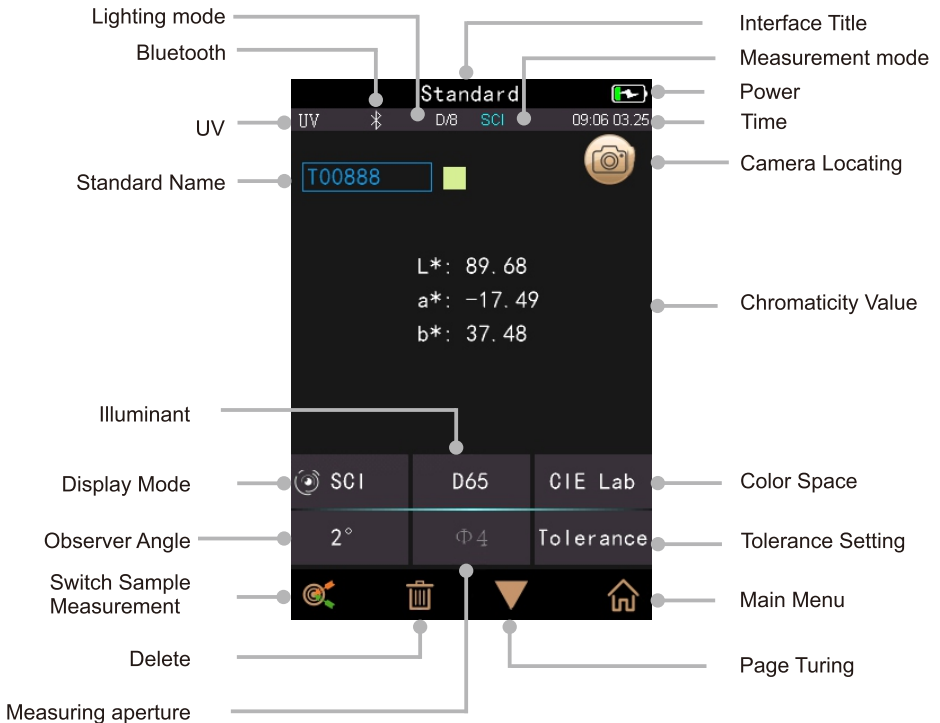 Lighting mode
Interface Title
Bluetooth
Measurement mode
Standard
Power
UV
UV D/8 SCI 09:06 03.25
Time
Camera Locating
Standard Name
T00888
L*: 89.68
a*: -17.49
b*: 37.48
Chromaticity Value
Illuminant
Display Mode
SCI D65 CIE Lab
Color Space
Observer Angle
2° Φ4 Tolerance
Tolerance Setting
Switch Sample
Measurement
Main Menu
Delete
Page Turing
Measuring aperture